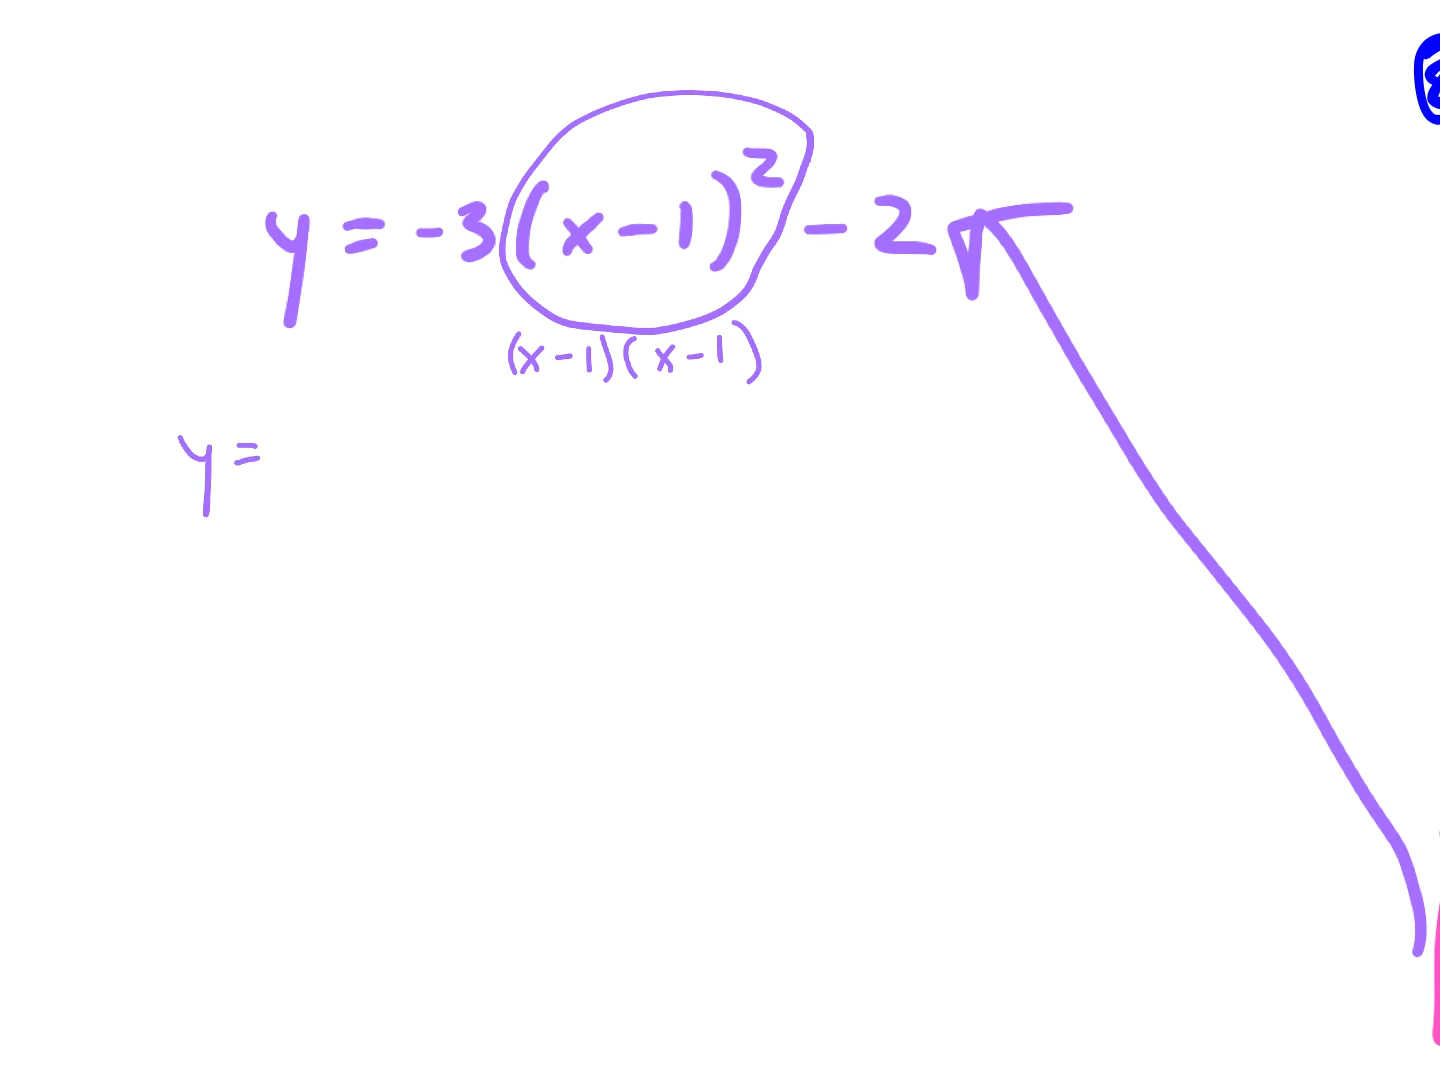 y = -3(x-1)² - 2
(x-1)(x-1)
y =